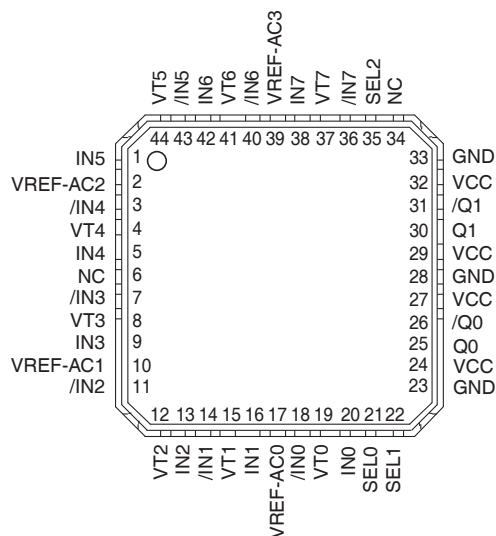 VT5 /IN5 IN6 VT6 /IN6 VREF-AC3 IN7 VT7 /IN7 SEL2 NC
44 43 42 41 40 39 38 37 36 35 34
IN5 1 33 GND
VREF-AC2 2 32 VCC
/IN4 3 31 /Q1
VT4 4 30 Q1
IN4 5 29 VCC
NC 6 28 GND
/IN3 7 27 VCC
VT3 8 26 /Q0
IN3 9 25 Q0
VREF-AC1 10 24 VCC
/IN2 11 23 GND
12 13 14 15 16 17 18 19 20 21 22
VT2 IN2 /IN1 VT1 IN1 VREF-AC0 /IN0 VT0 IN0 SEL0 SEL1